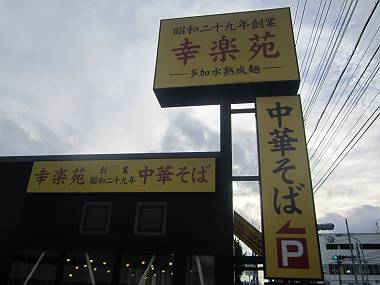 昭和二十九年創業
幸楽苑
多加水熟成麺
中華そば
P
幸楽苑 創業 昭和二十九年 中華そば